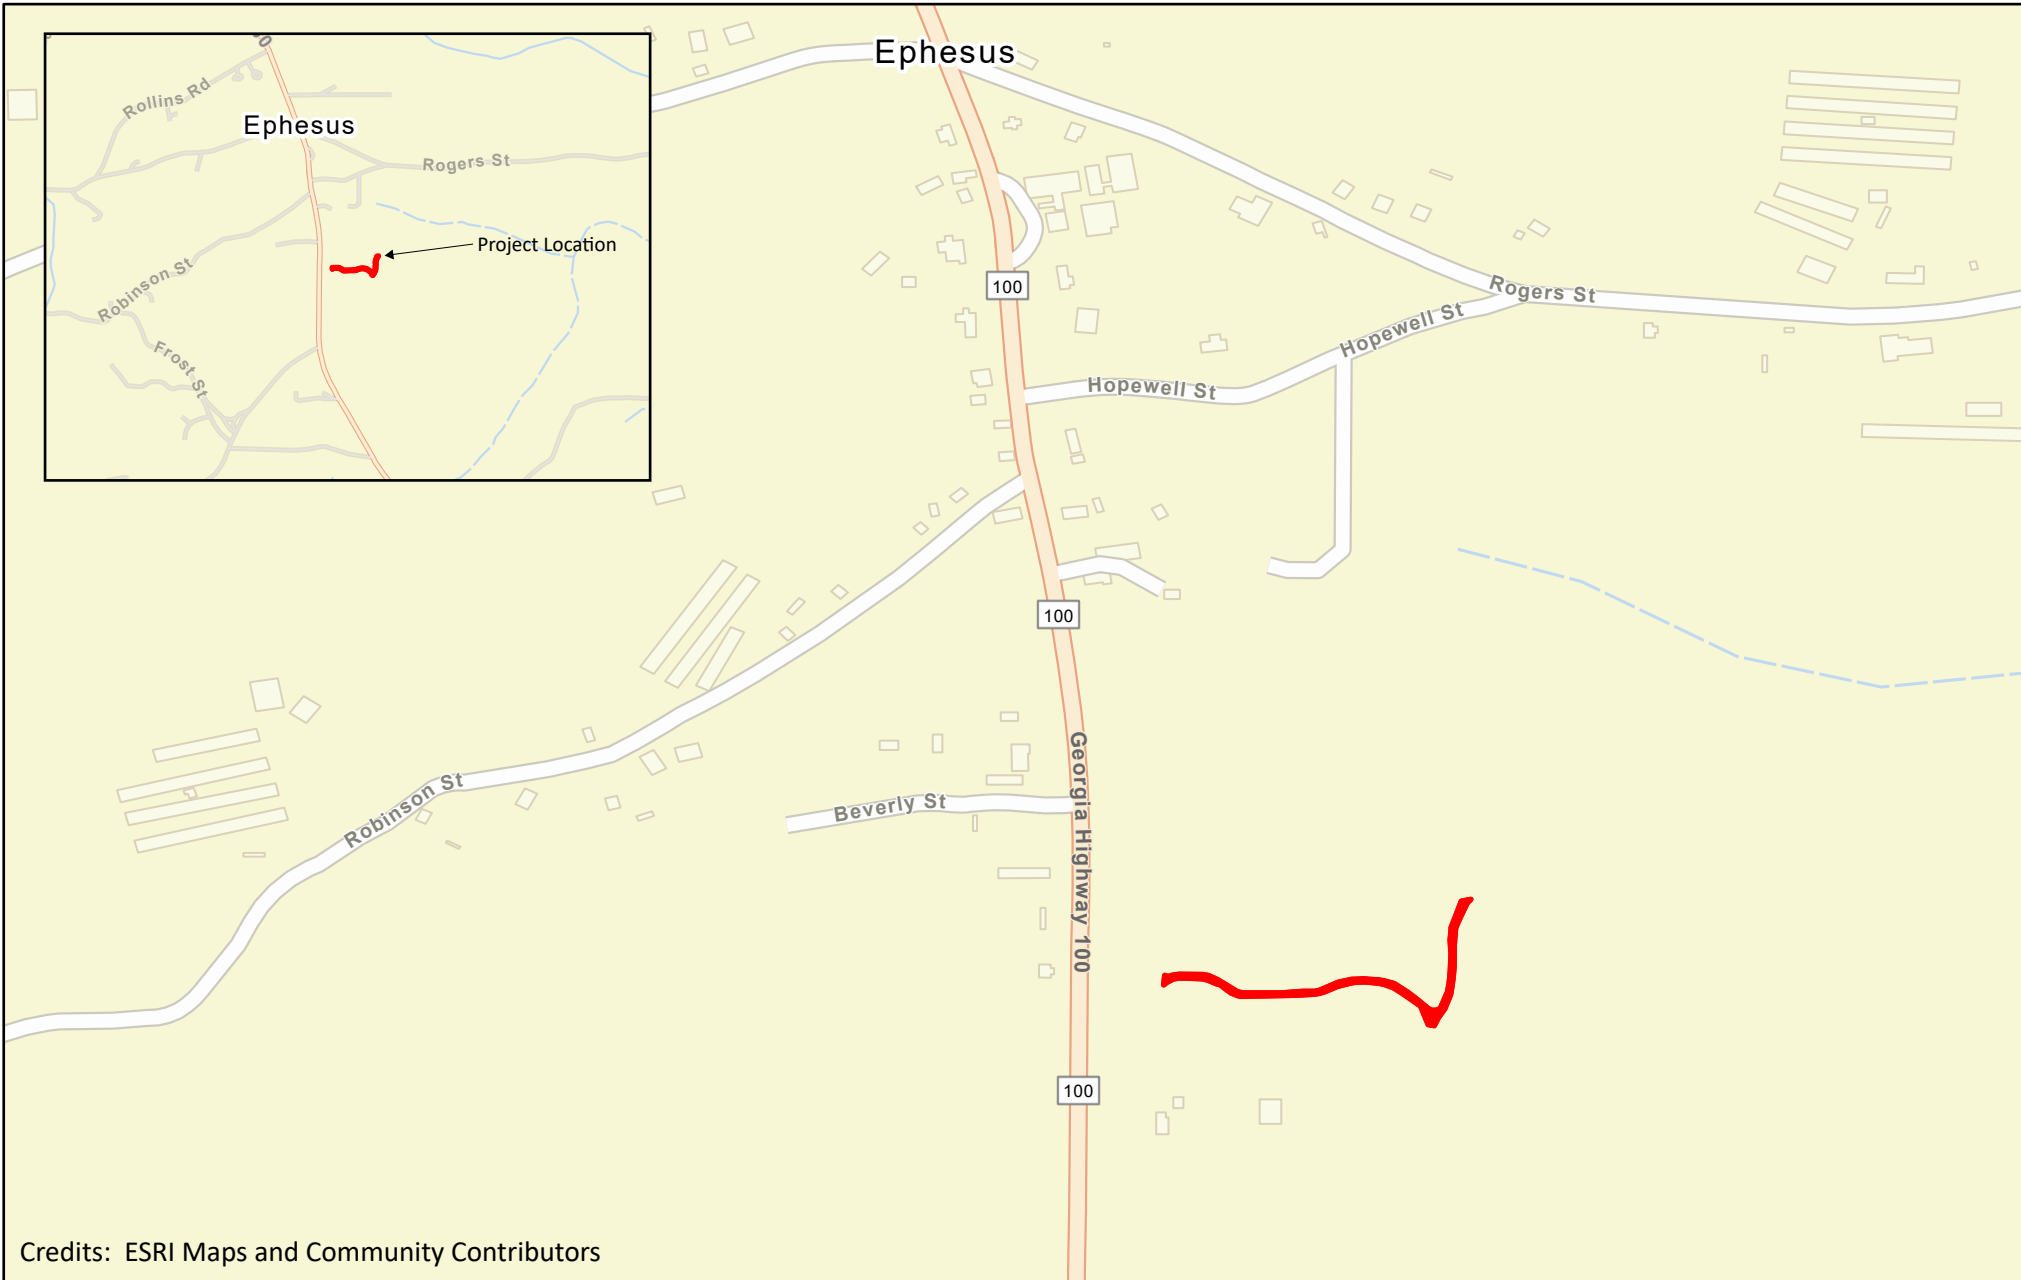 Ephesus
Rollins Rd
Ephesus
Rogers St
Project Location
Robinson St
Frost St
100
Rogers St
Hopewell St
Hopewell St
100
Georgia Highway 100
Robinson St
Beverly St
100
Credits: ESRI Maps and Community Contributors